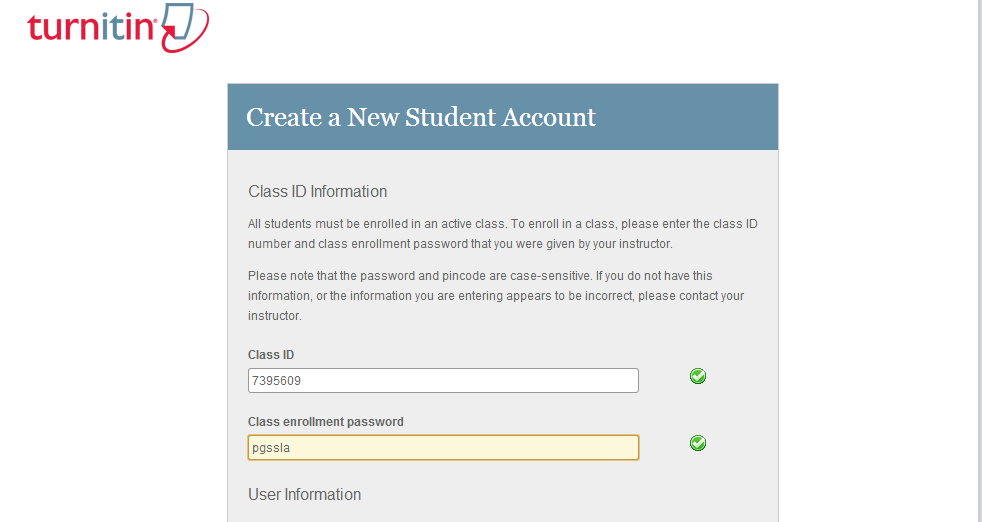 turnitin
Create a New Student Account
Class ID Information
All students must be enrolled in an active class. To enroll in a class, please enter the class ID
number and class enrollment password that you were given by your instructor.
Please note that the password and pincode are case-sensitive. If you do not have this
information, or the information you are entering appears to be incorrect, please contact your
instructor.
Class ID
7395609
Class enrollment password
pgssla
User Information